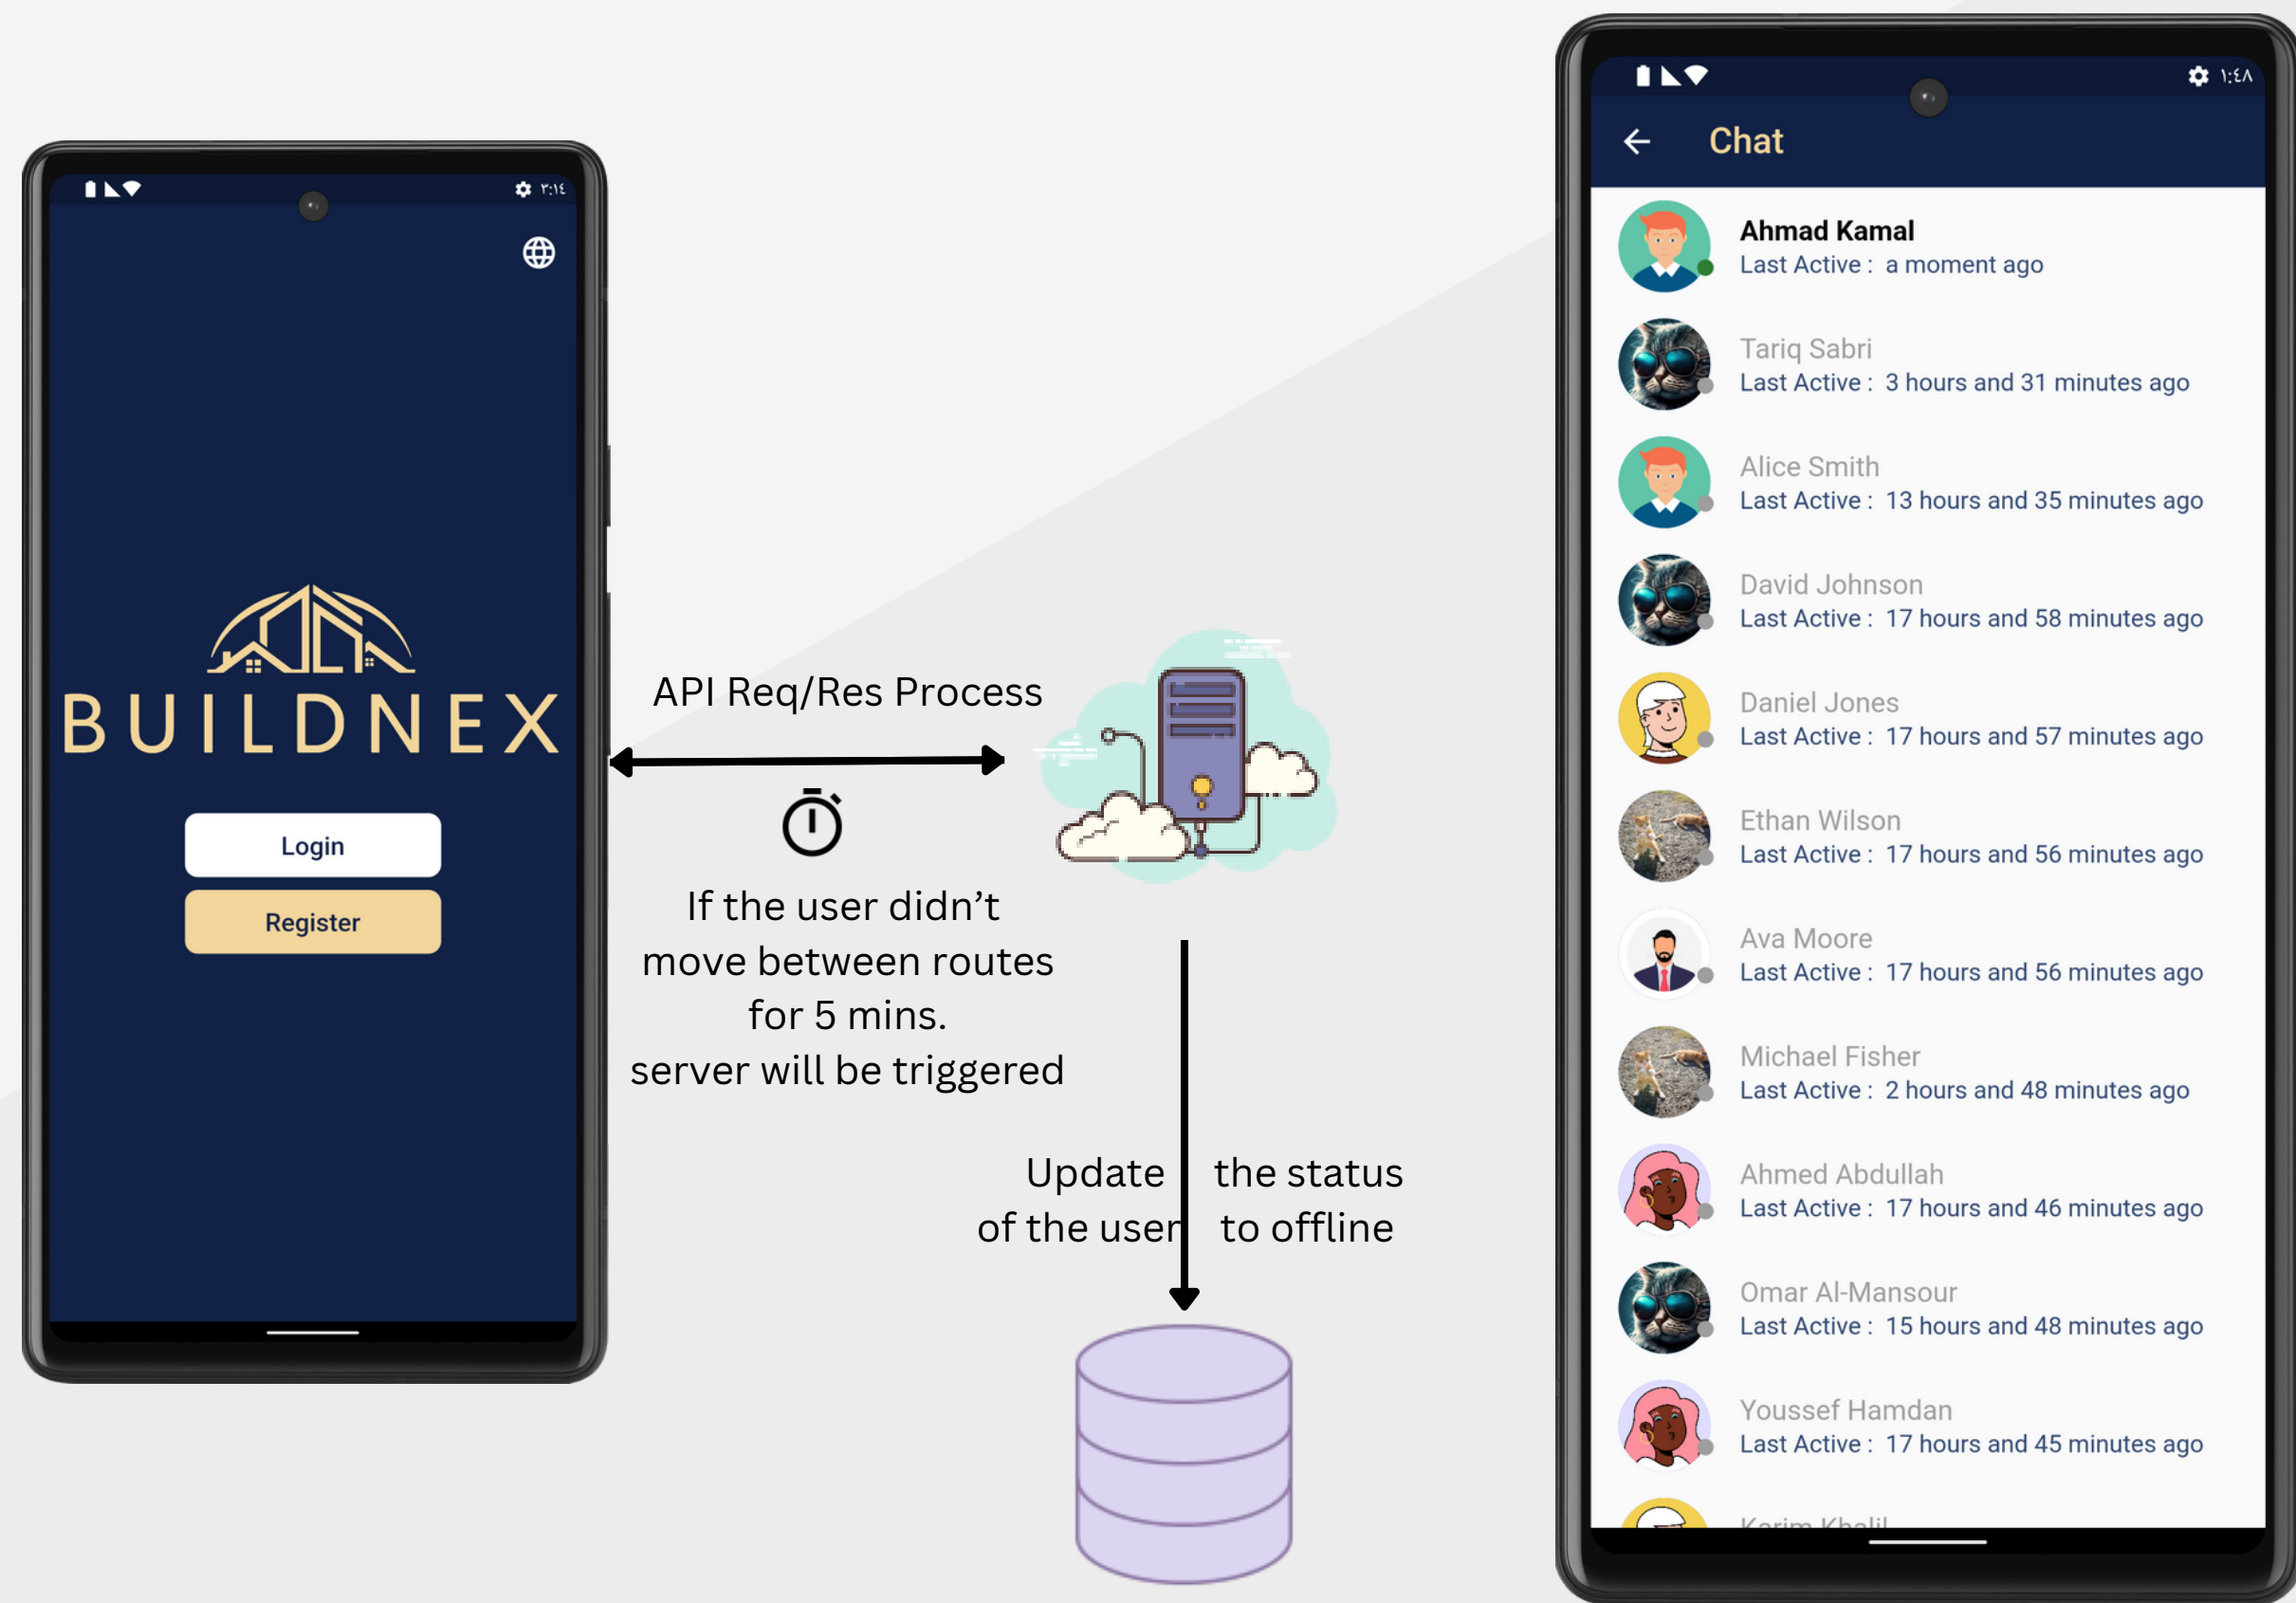 ٣:١٤
BUILDNEX
Login
Register
API Req/Res Process
If the user didn’t
move between routes
for 5 mins.
server will be triggered
Update the status
of the user to offline
١:٤٨
Chat
Ahmad Kamal
Last Active : a moment ago
Tariq Sabri
Last Active : 3 hours and 31 minutes ago
Alice Smith
Last Active : 13 hours and 35 minutes ago
David Johnson
Last Active : 17 hours and 58 minutes ago
Daniel Jones
Last Active : 17 hours and 57 minutes ago
Ethan Wilson
Last Active : 17 hours and 56 minutes ago
Ava Moore
Last Active : 17 hours and 56 minutes ago
Michael Fisher
Last Active : 2 hours and 48 minutes ago
Ahmed Abdullah
Last Active : 17 hours and 46 minutes ago
Omar Al-Mansour
Last Active : 15 hours and 48 minutes ago
Youssef Hamdan
Last Active : 17 hours and 45 minutes ago
Karim Khalil